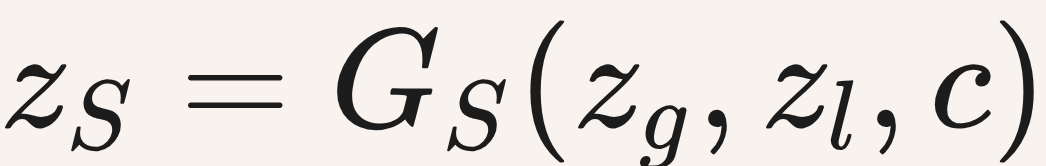 z_S = G_S(z_g, z_l, c)